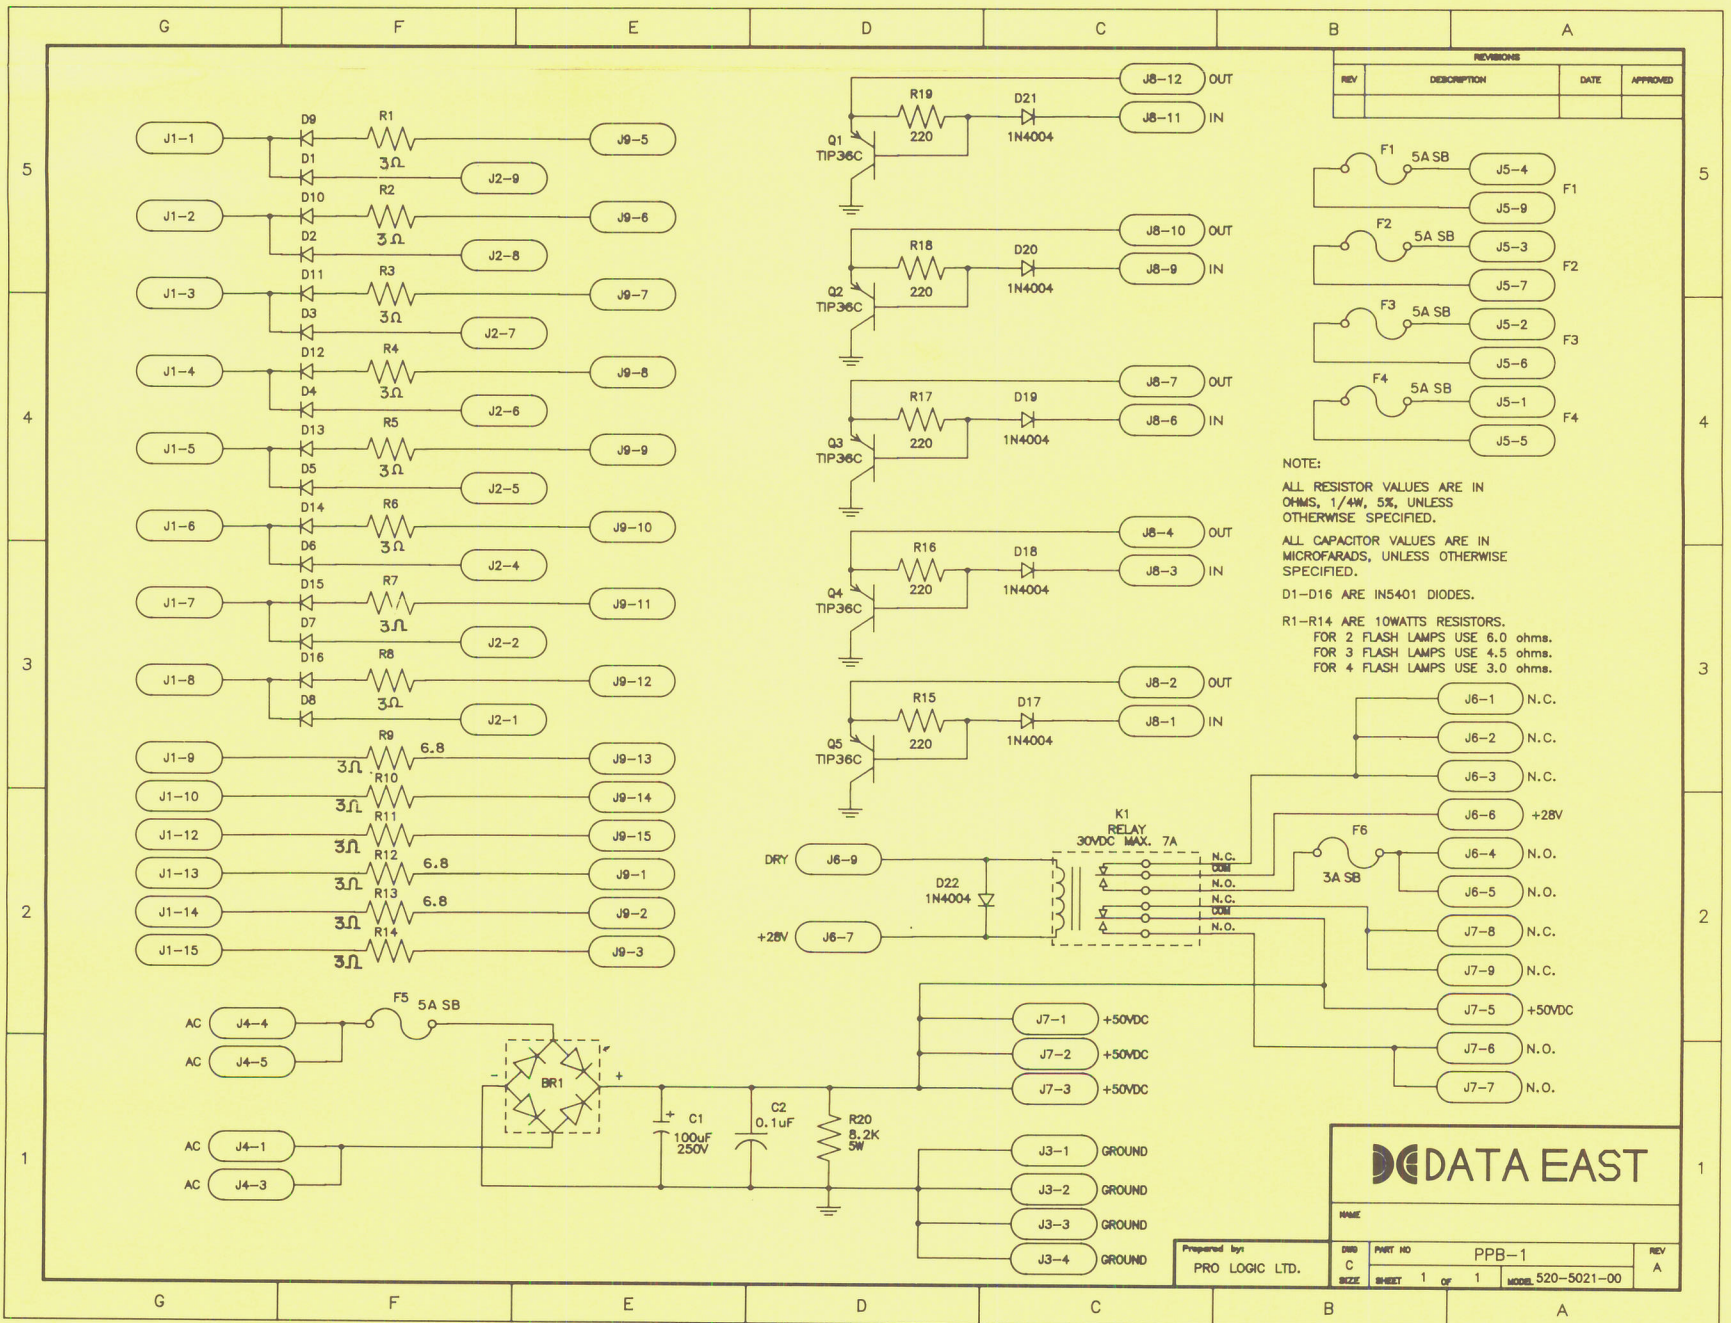 G F E D C B A
REVISIONS
REV DESCRIPTION DATE APPROVED
5
4
3
2
1
J1-1 D9 R1 3Ω J9-5
D1 J2-9
J1-2 D10 R2 3Ω J9-6
D2 J2-8
J1-3 D11 R3 3Ω J9-7
D3 J2-7
J1-4 D12 R4 3Ω J9-8
D4 J2-6
J1-5 D13 R5 3Ω J9-9
D5 J2-5
J1-6 D14 R6 3Ω J9-10
D6 J2-4
J1-7 D15 R7 3Ω J9-11
D7 J2-2
J1-8 D16 R8 3Ω J9-12
D8 J2-1
J1-9 R9 6.8 3Ω J9-13
J1-10 R10 3Ω J9-14
J1-12 R11 3Ω J9-15
J1-13 R12 6.8 3Ω J9-1
J1-14 R13 6.8 3Ω J9-2
J1-15 R14 3Ω J9-3
J8-12 OUT
R19 220 D21 1N4004 J8-11 IN
Q1
TIP36C
J8-10 OUT
R18 220 D20 1N4004 J8-9 IN
Q2
TIP36C
J8-7 OUT
R17 220 D19 1N4004 J8-6 IN
Q3
TIP36C
J8-4 OUT
R16 220 D18 1N4004 J8-3 IN
Q4
TIP36C
J8-2 OUT
R15 220 D17 1N4004 J8-1 IN
Q5
TIP36C
F1 5A SB J5-4
F1
J5-9
F2 5A SB J5-3
F2
J5-7
F3 5A SB J5-2
F3
J5-6
F4 5A SB J5-1
F4
J5-5
NOTE:
ALL RESISTOR VALUES ARE IN
OHMS, 1/4W, 5%, UNLESS
OTHERWISE SPECIFIED.
ALL CAPACITOR VALUES ARE IN
MICROFARADS, UNLESS OTHERWISE
SPECIFIED.
D1-D16 ARE IN5401 DIODES.
R1-R14 ARE 10WATTS RESISTORS.
FOR 2 FLASH LAMPS USE 6.0 ohms.
FOR 3 FLASH LAMPS USE 4.5 ohms.
FOR 4 FLASH LAMPS USE 3.0 ohms.
J6-1 N.C.
J6-2 N.C.
J6-3 N.C.
J6-6 +28V
F6 3A SB J6-4 N.O.
J6-5 N.O.
J7-8 N.C.
J7-9 N.C.
J7-5 +50VDC
J7-6 N.O.
J7-7 N.O.
K1
RELAY
30VDC MAX. 7A
N.C.
COM
N.O.
N.C.
COM
N.O.
DRY J6-9
D22
1N4004
+28V J6-7
AC J4-4 F5 5A SB
AC J4-5
AC J4-1
AC J4-3
- BR1 +
+ C1
100uF
250V
C2
0.1uF
R20
8.2K
5W
J7-1 +50VDC
J7-2 +50VDC
J7-3 +50VDC
J3-1 GROUND
J3-2 GROUND
J3-3 GROUND
J3-4 GROUND
Prepared by:
PRO LOGIC LTD.
DATA EAST
NAME
DWG C SIZE
PART NO PPB-1
REV A
SHEET 1 OF 1 MODEL 520-5021-00
5
4
3
2
1
G F E D C B A